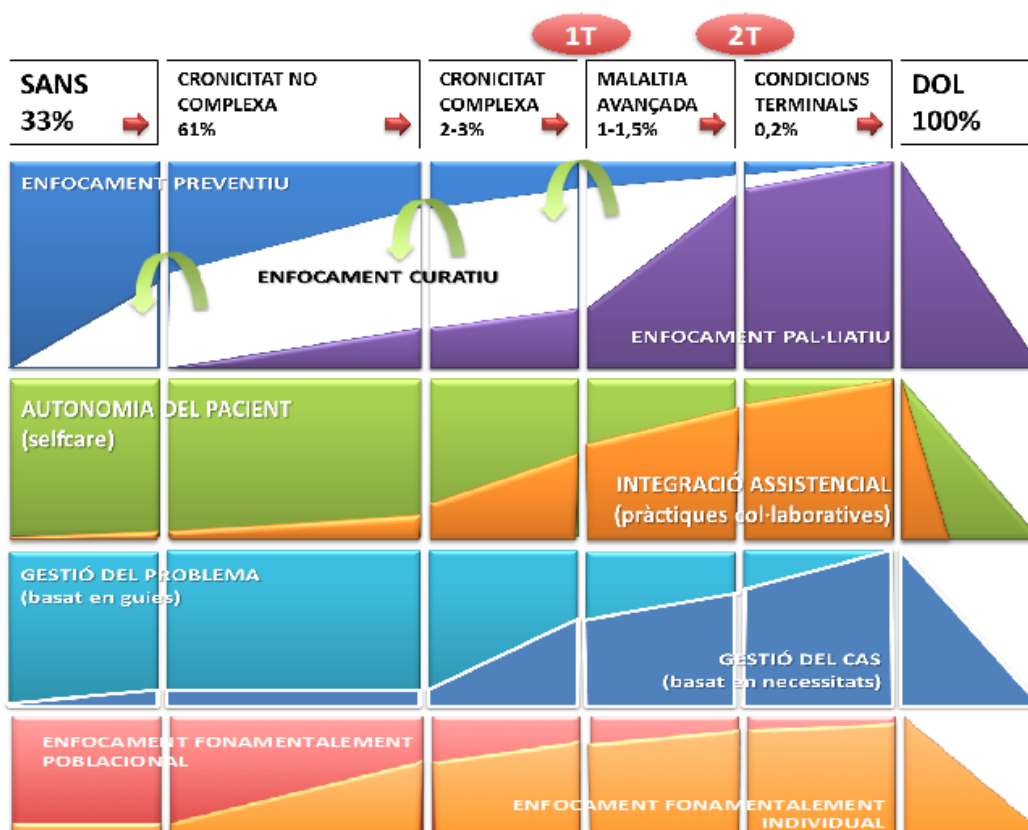 1T
2T
SANS
33%
CRONICITAT NO
COMPLEXA
61%
CRONICITAT
COMPLEXA
2-3%
MALALTIA
AVANÇADA
1-1,5%
CONDICIONS
TERMINALS
0,2%
DOL
100%
ENFOCAMENT PREVENTIU
ENFOCAMENT CURATIU
ENFOCAMENT PAL·LIATIU
AUTONOMIA DEL PACIENT
(selfcare)
INTEGRACIÓ ASSISTENCIAL
(pràctiques col·laboratives)
GESTIÓ DEL PROBLEMA
(basat en guies)
GESTIÓ DEL CAS
(basat en necessitats)
ENFOCAMENT FONAMENTALEMENT
POBLACIONAL
ENFOCAMENT FONAMENTALEMENT
INDIVIDUAL